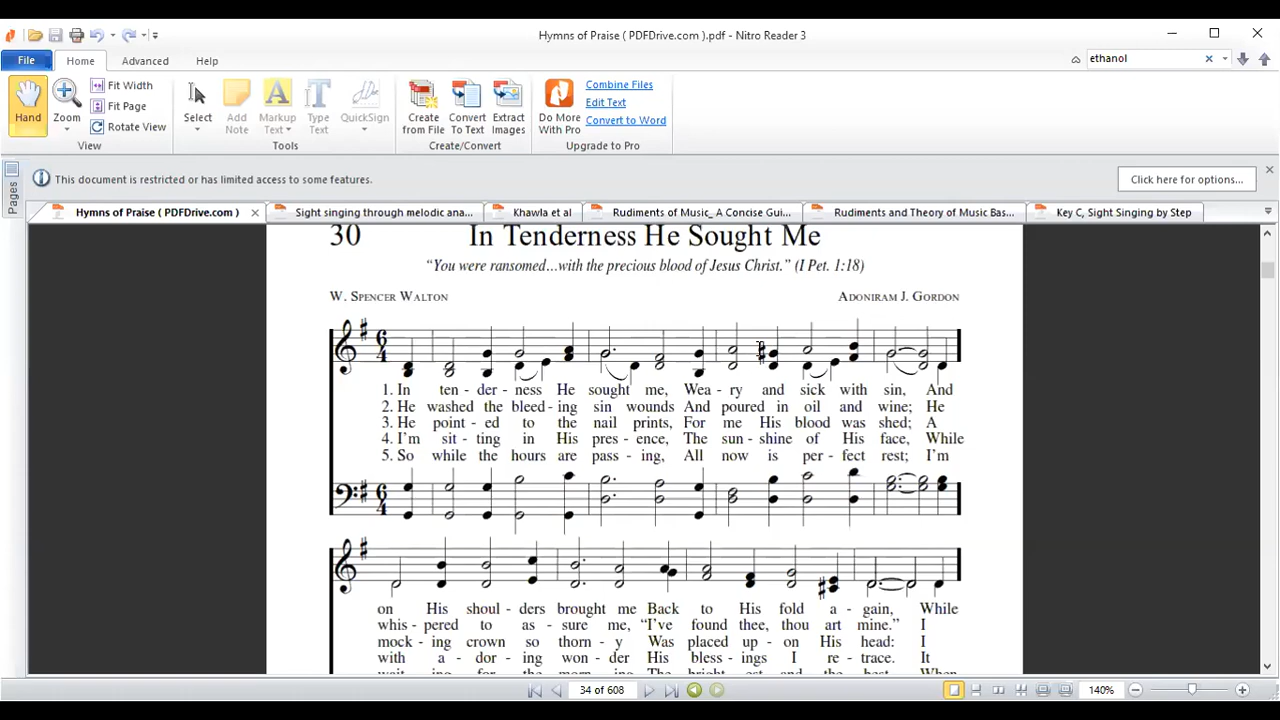 Hymns of Praise ( PDFDrive.com ).pdf - Nitro Reader 3
File Home Advanced Help
ethanol
Hand
Zoom
Fit Width
Fit Page
Rotate View
View
Select
Add Note
Markup Text
Type Text
QuickSign
Tools
Create from File
Convert To Text
Extract Images
Create/Convert
Do More With Pro
Combine Files
Edit Text
Convert to Word
Upgrade to Pro
Pages
This document is restricted or has limited access to some features.
Click here for options...
Hymns of Praise ( PDFDrive.com )
Sight singing through melodic ana...
Khawla et al
Rudiments of Music_ A Concise Gui...
Rudiments and Theory of Music Bas...
Key C, Sight Singing by Step
30 In Tenderness He Sought Me
“You were ransomed…with the precious blood of Jesus Christ.” (I Pet. 1:18)
W. Spencer Walton Adoniram J. Gordon
6 4
1. In ten - der - ness He sought me, Wea - ry and sick with sin, And
2. He washed the bleed - ing sin wounds And poured in oil and wine; He
3. He point - ed to the nail prints, For me His blood was shed; A
4. I’m sit - ting in His pres - ence, The sun - shine of His face, While
5. So while the hours are pass - ing, All now is per - fect rest; I’m
6 4
on His shoul - ders brought me Back to His fold a - gain, While
whis - pered to as - sure me, “I’ve found thee, thou art mine.” I
mock - ing crown so thorn - y Was placed up - on His head: I
with a - dor - ing won - der His bless - ings I re - trace. It
34 of 608
140%